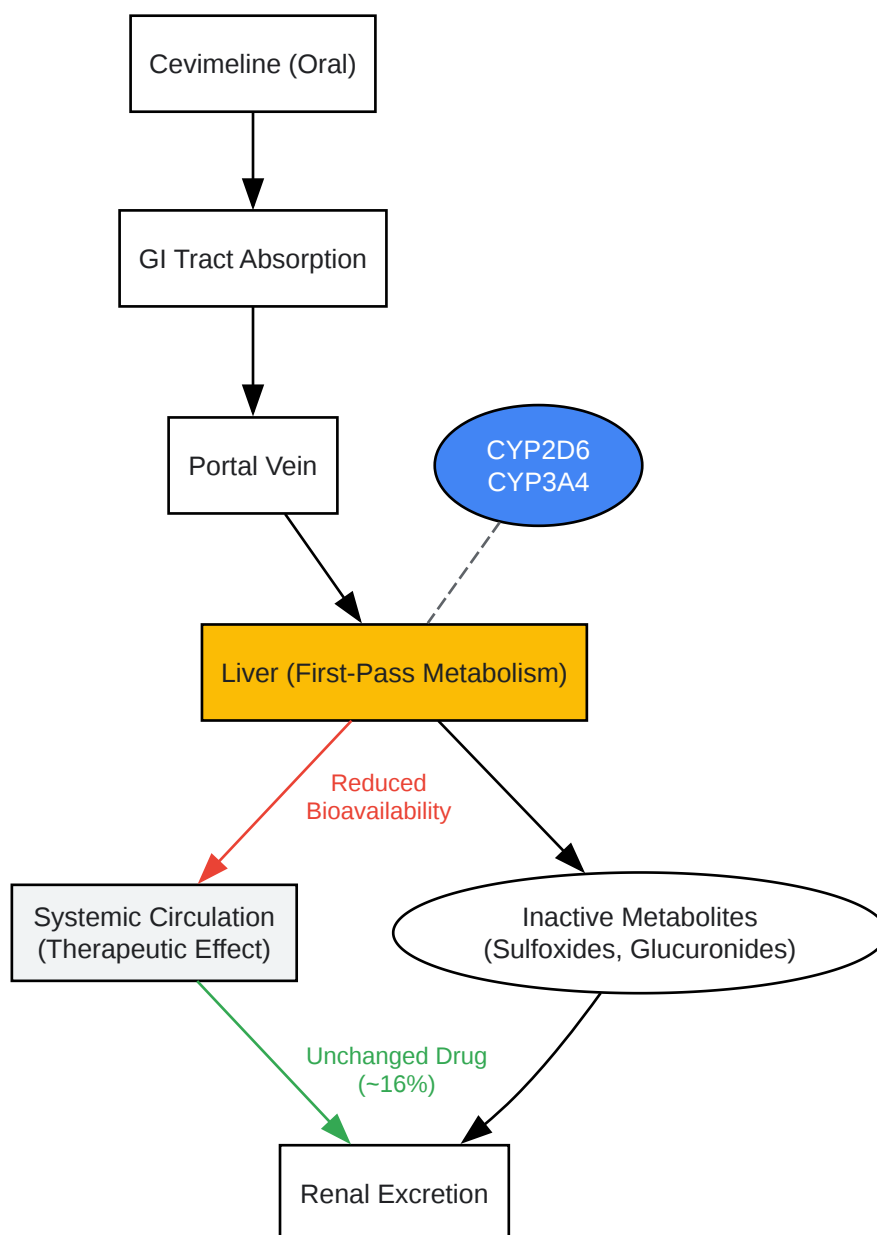 Cevimeline (Oral)
GI Tract Absorption
Portal Vein
CYP2D6
CYP3A4
Liver (First-Pass Metabolism)
Reduced
Bioavailability
Systemic Circulation
(Therapeutic Effect)
Inactive Metabolites
(Sulfoxides, Glucuronides)
Unchanged Drug
(~16%)
Renal Excretion